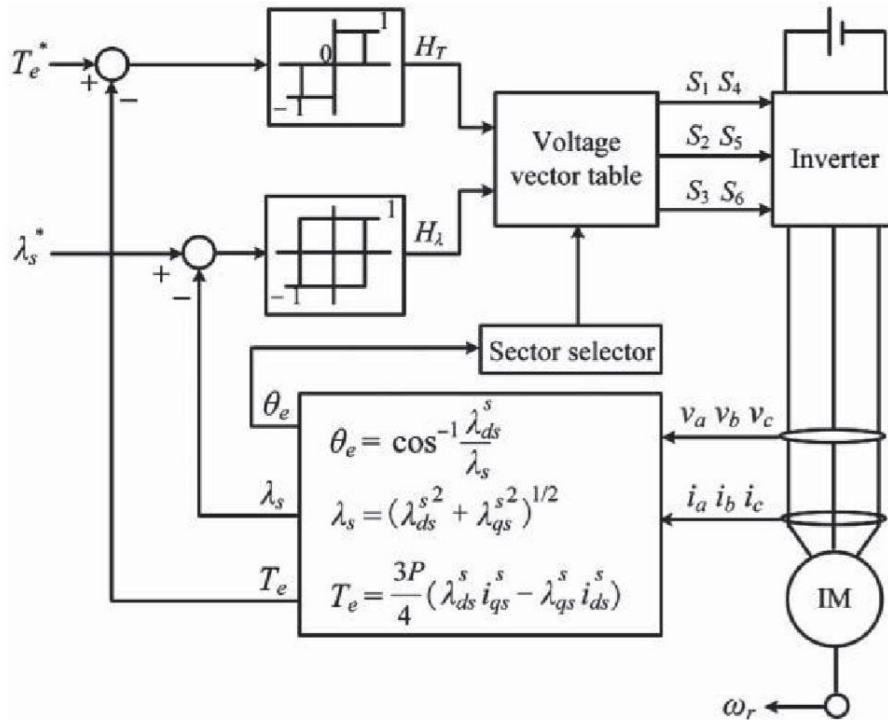 T_e^*
+
−
1
0
−1
H_T
Voltage
vector table
S_1 S_4
S_2 S_5
S_3 S_6
Inverter
λ_s^*
+
−
1
−1
H_λ
Sector selector
θ_e
θ_e = cos^{-1} λ_{ds}^s / λ_s
v_a v_b v_c
λ_s
λ_s = (λ_{ds}^{s 2} + λ_{qs}^{s 2})^{1/2}
i_a i_b i_c
T_e
T_e = 3P/4 (λ_{ds}^s i_{qs}^s − λ_{qs}^s i_{ds}^s)
IM
ω_r